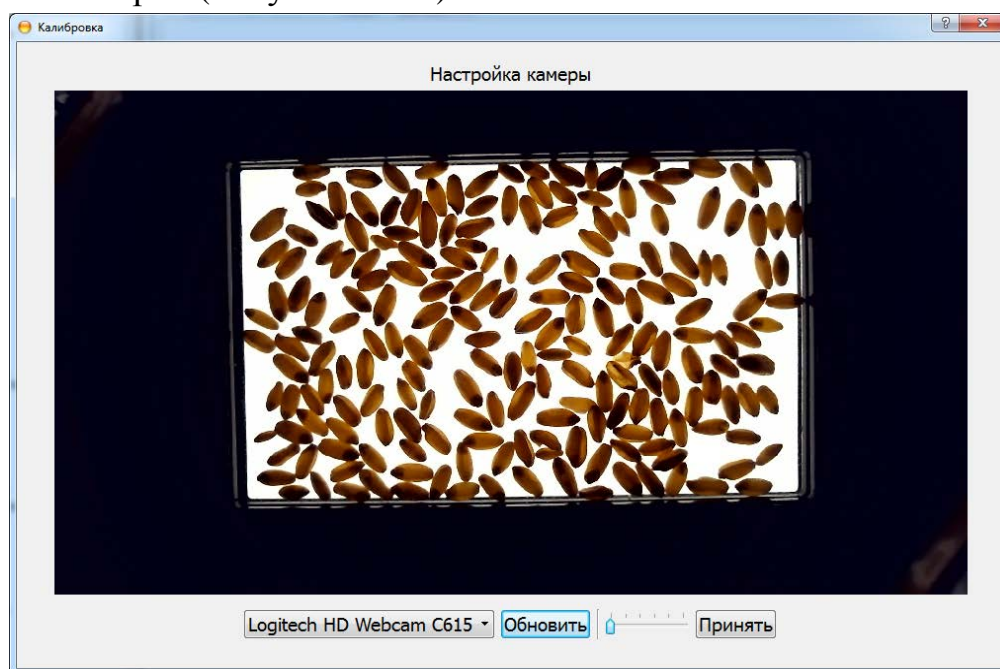 Калибровка
Настройка камеры
Logitech HD Webcam C615
Обновить
Принять